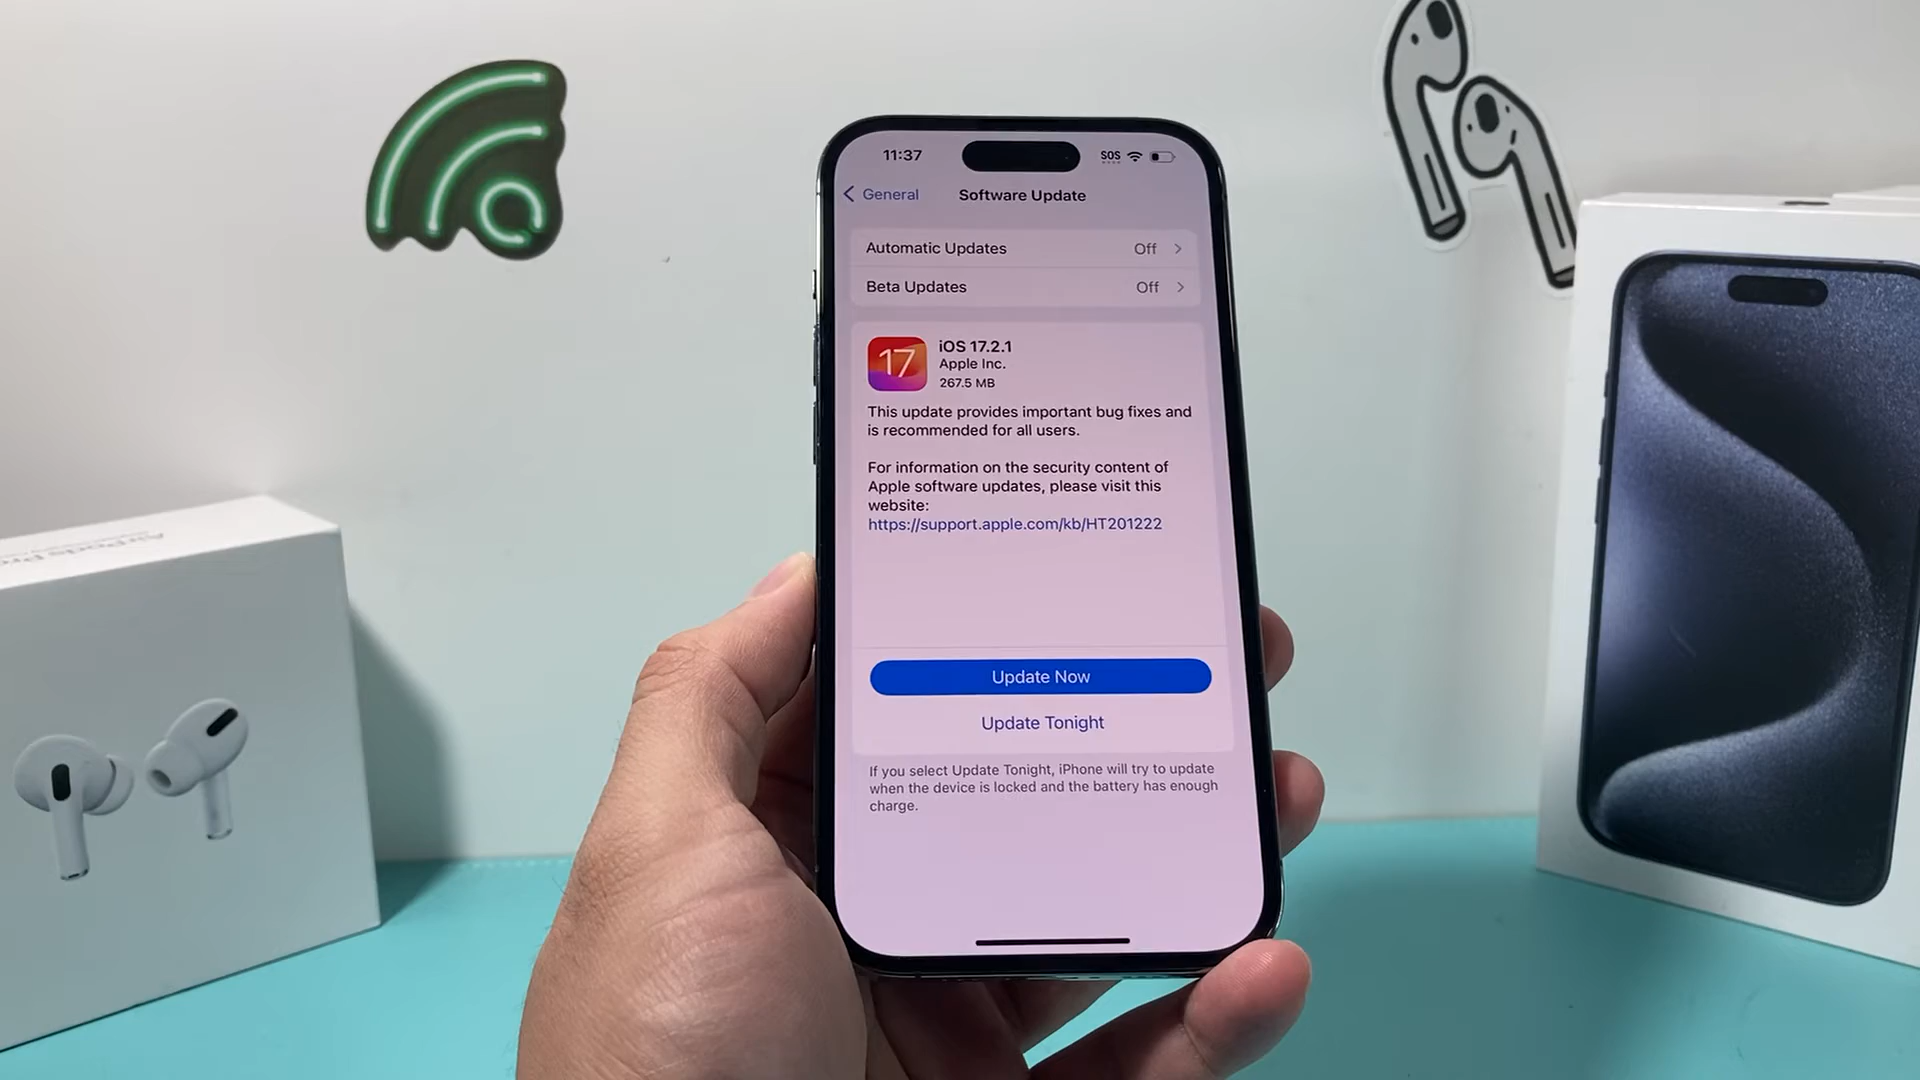 11:37
SOS
General
Software Update
Automatic Updates Off
Beta Updates Off
17
iOS 17.2.1
Apple Inc.
267.5 MB
This update provides important bug fixes and
is recommended for all users.
For information on the security content of
Apple software updates, please visit this
website:
https://support.apple.com/kb/HT201222
Update Now
Update Tonight
If you select Update Tonight, iPhone will try to update
when the device is locked and the battery has enough
charge.
AirPods Pro